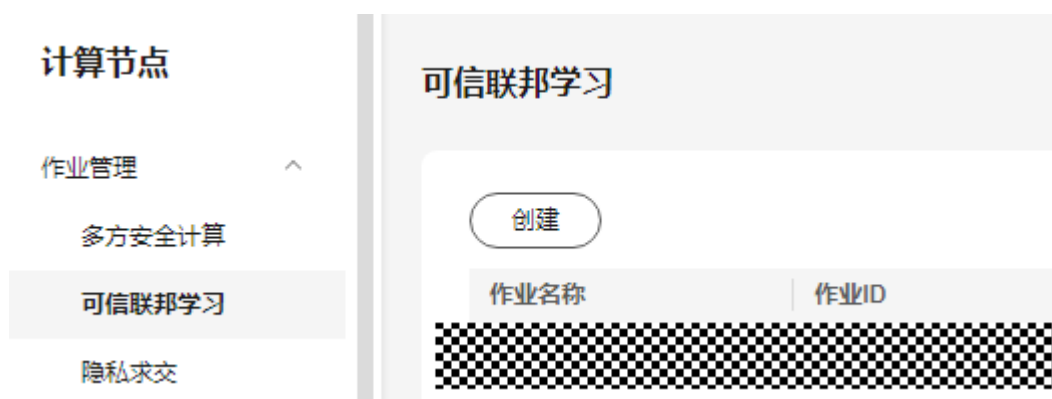 计算节点
作业管理
多方安全计算
可信联邦学习
隐私求交
可信联邦学习
创建
作业名称 作业ID